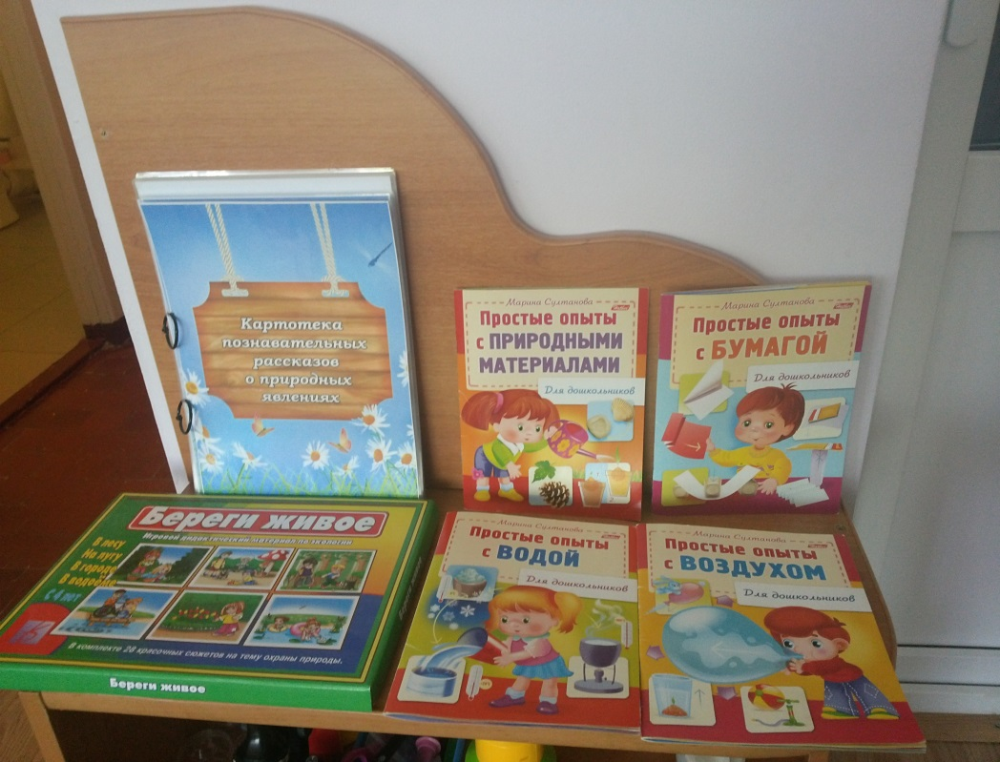 Картотека
познавательных
рассказов
о природных
явлениях
Марина Султанова
Простые опыты
с ПРИРОДНЫМИ
МАТЕРИАЛАМИ
Для дошкольников
Марина Султанова
Простые опыты
с БУМАГОЙ
Для дошкольников
Береги живое
Игровой дидактический материал по экологии
В лесу
На лугу
В городе
В водоёме
С 4 лет
В комплекте 28 красочных сюжетов на тему охраны природы.
Береги живое
Марина Султанова
Простые опыты
с ВОДОЙ
Для дошкольников
Марина Султанова
Простые опыты
с ВОЗДУХОМ
Для дошкольников